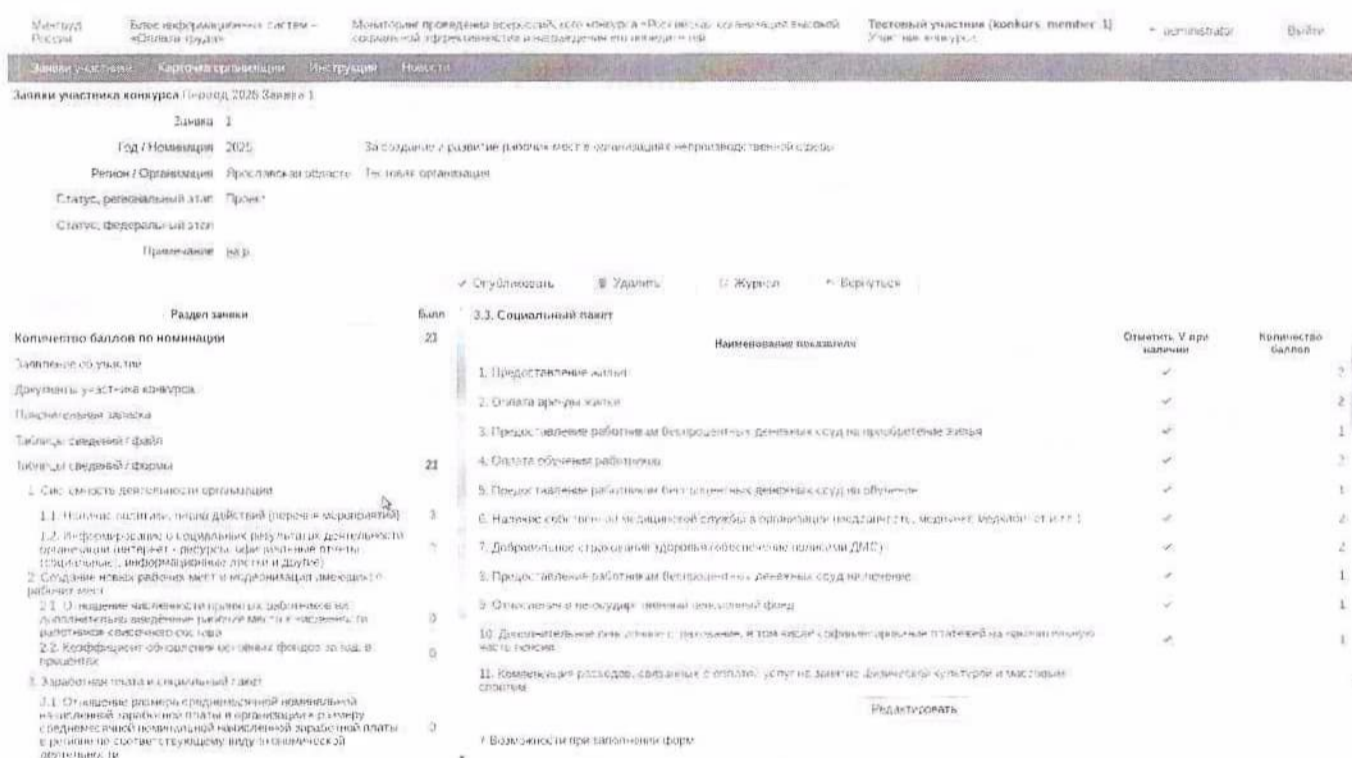 Минтруд России
Блок информационных систем – «Оплата труда»
Мониторинг проведения всероссийского конкурса «Российская организация высокой социальной эффективности» и награждения его победителей
Тестовый участник (konkurs_member_1)
Участник конкурса
administrator
Выйти
Заявки участника Карточка организации Инструкция Новости
Заявки участника конкурса Период 2025 Заявка 1
Заявка 1
Год / Номинация 2025 За создание и развитие рабочих мест в организациях непроизводственной сферы
Регион / Организация Ярославская область Тестовая организация
Статус, региональный этап Проект
Статус, федеральный этап
Примечание на р
Опубликовать Удалить Журнал Вернуться
Раздел заявки Балл
Количество баллов по номинации 21
Заявление об участии
Документы участника конкурса
Пояснительная записка
Таблицы сведений / файл
Таблицы сведений / формы 21
1. Системность деятельности организации
1.1. Наличие политики, плана действий (перечня мероприятий) 3
1.2. Информирование о социальных результатах деятельности
организации (интернет - ресурсы, официальные отчеты
(социальные), информационные листки и другие)
2. Создание новых рабочих мест и модернизация имеющихся
рабочих мест
2.1. Отношение численности принятых работников на
дополнительно введённые рабочие места к численности
работников списочного состава 0
2.2. Коэффициент обновления основных фондов за год, в
процентах 0
3. Заработная плата и социальный пакет
3.1. Отношение размера среднемесячной номинальной
начисленной заработной платы в организации к размеру
среднемесячной номинальной начисленной заработной платы
в регионе по соответствующему виду экономической
деятельности 0
3.3. Социальный пакет
Наименование показателя Отметить V при наличии Количество баллов
1. Предоставление жилья ✓ 2
2. Оплата аренды жилья ✓ 2
3. Предоставление работникам беспроцентных денежных ссуд на приобретение жилья ✓ 1
4. Оплата обучения работников ✓ 2
5. Предоставление работникам беспроцентных денежных ссуд на обучение ✓ 1
6. Наличие собственной медицинской службы в организации (медсанчасть, медпункт, медкабинет и т.п.) ✓ 2
7. Добровольное страхование здоровья (обеспечение полисами ДМС) ✓ 2
8. Предоставление работникам беспроцентных денежных ссуд на лечение ✓ 1
9. Отчисления в негосударственный пенсионный фонд ✓ 1
10. Дополнительное пенсионное страхование, в том числе софинансирование платежей на накопительную
часть пенсии ✓ 1
11. Компенсация расходов, связанных с оплатой услуг на занятие физической культурой и массовым
спортом
Редактировать
? Возможности при заполнении форм